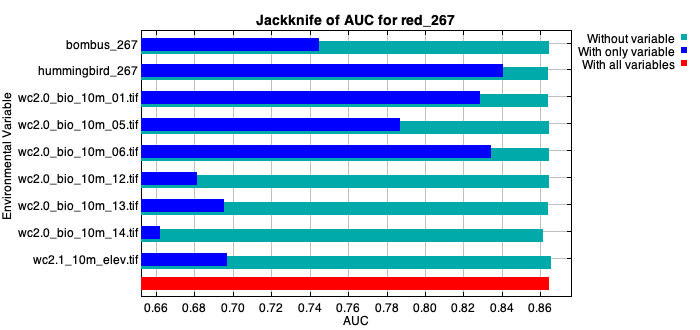 Jackknife of AUC for red_267
Without variable
With only variable
With all variables
Environmental Variable
bombus_267
hummingbird_267
wc2.0_bio_10m_01.tif
wc2.0_bio_10m_05.tif
wc2.0_bio_10m_06.tif
wc2.0_bio_10m_12.tif
wc2.0_bio_10m_13.tif
wc2.0_bio_10m_14.tif
wc2.1_10m_elev.tif
0.66 0.68 0.70 0.72 0.74 0.76 0.78 0.80 0.82 0.84 0.86
AUC